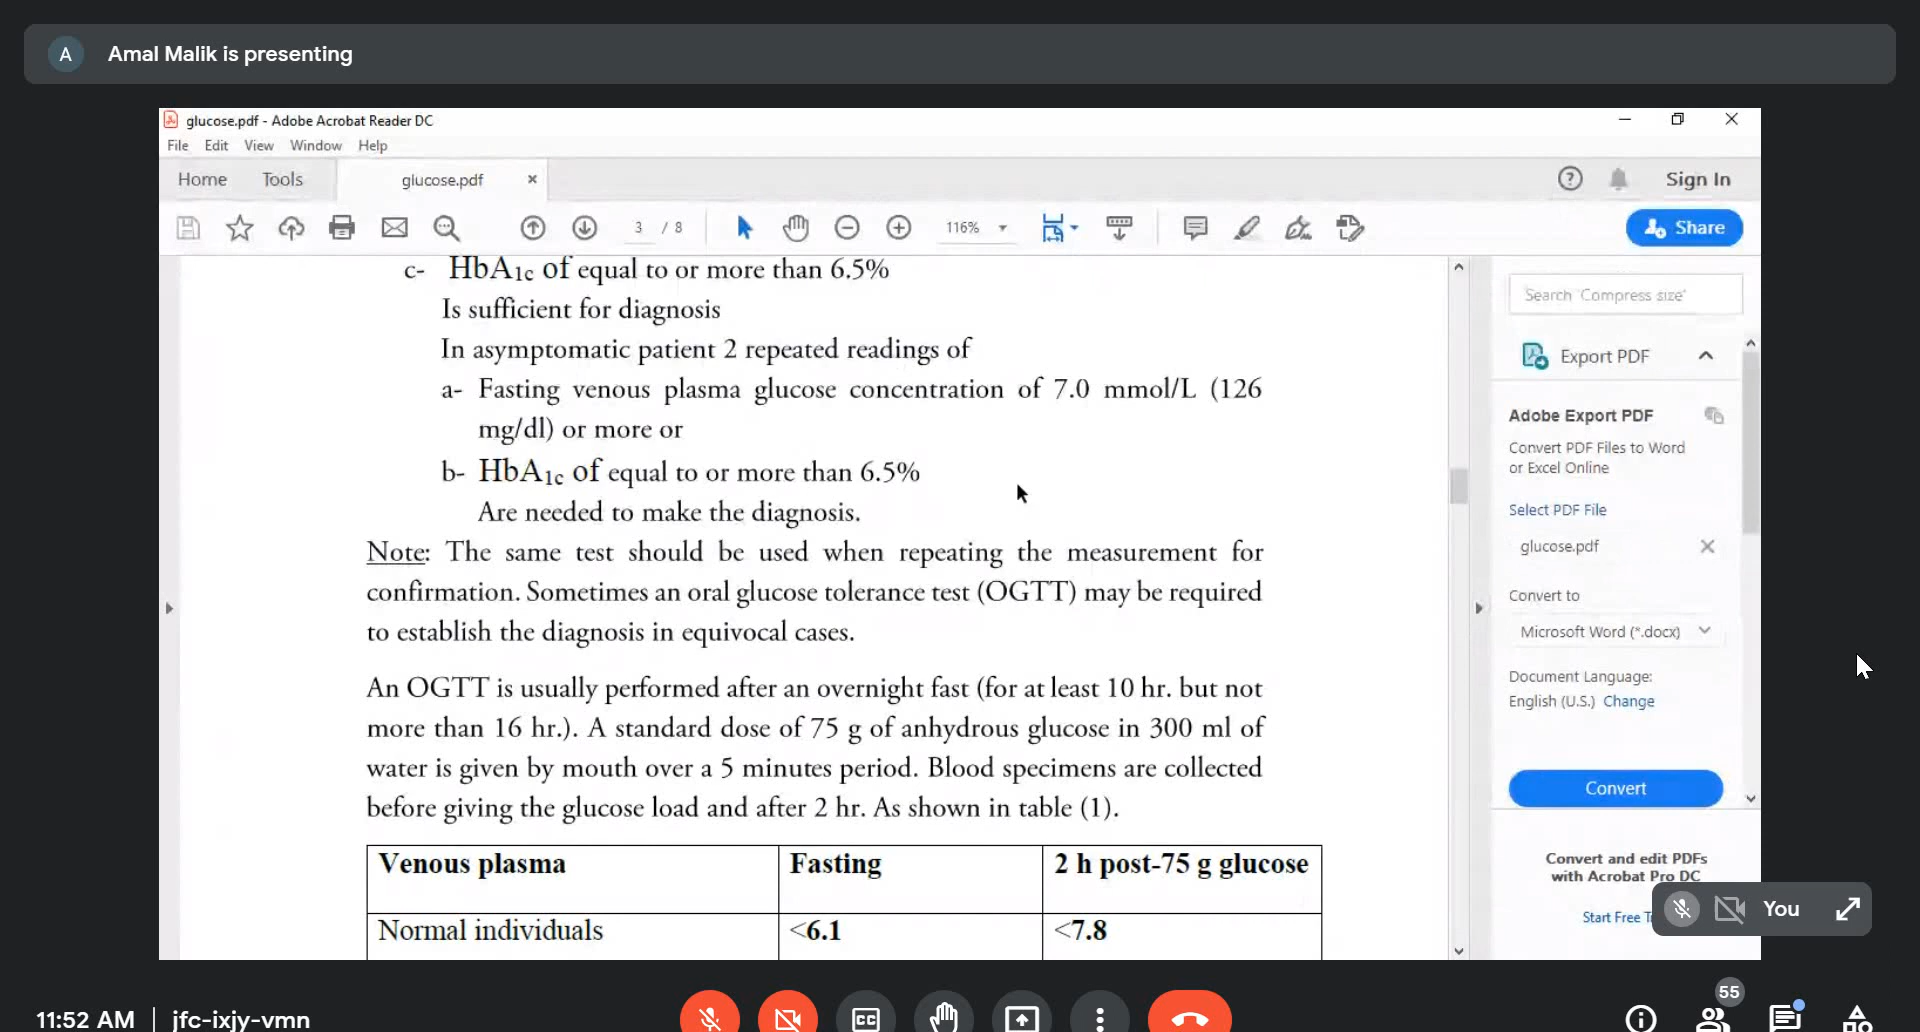 A Amal Malik is presenting
glucose.pdf - Adobe Acrobat Reader DC
File Edit View Window Help
Home Tools glucose.pdf × Sign In
3 / 8 116% Share
c- HbA1c of equal to or more than 6.5%
Is sufficient for diagnosis
In asymptomatic patient 2 repeated readings of
a- Fasting venous plasma glucose concentration of 7.0 mmol/L (126
mg/dl) or more or
b- HbA1c of equal to or more than 6.5%
Are needed to make the diagnosis.
Note: The same test should be used when repeating the measurement for
confirmation. Sometimes an oral glucose tolerance test (OGTT) may be required
to establish the diagnosis in equivocal cases.
An OGTT is usually performed after an overnight fast (for at least 10 hr. but not
more than 16 hr.). A standard dose of 75 g of anhydrous glucose in 300 ml of
water is given by mouth over a 5 minutes period. Blood specimens are collected
before giving the glucose load and after 2 hr. As shown in table (1).
Venous plasma Fasting 2 h post-75 g glucose
Normal individuals <6.1 <7.8
Search 'Compress size'
Export PDF
Adobe Export PDF
Convert PDF Files to Word
or Excel Online
Select PDF File
glucose.pdf
Convert to
Microsoft Word (*.docx)
Document Language:
English (U.S.) Change
Convert
Convert and edit PDFs
with Acrobat Pro DC
Start Free
You
11:52 AM | jfc-ixjy-vmn
CC
55